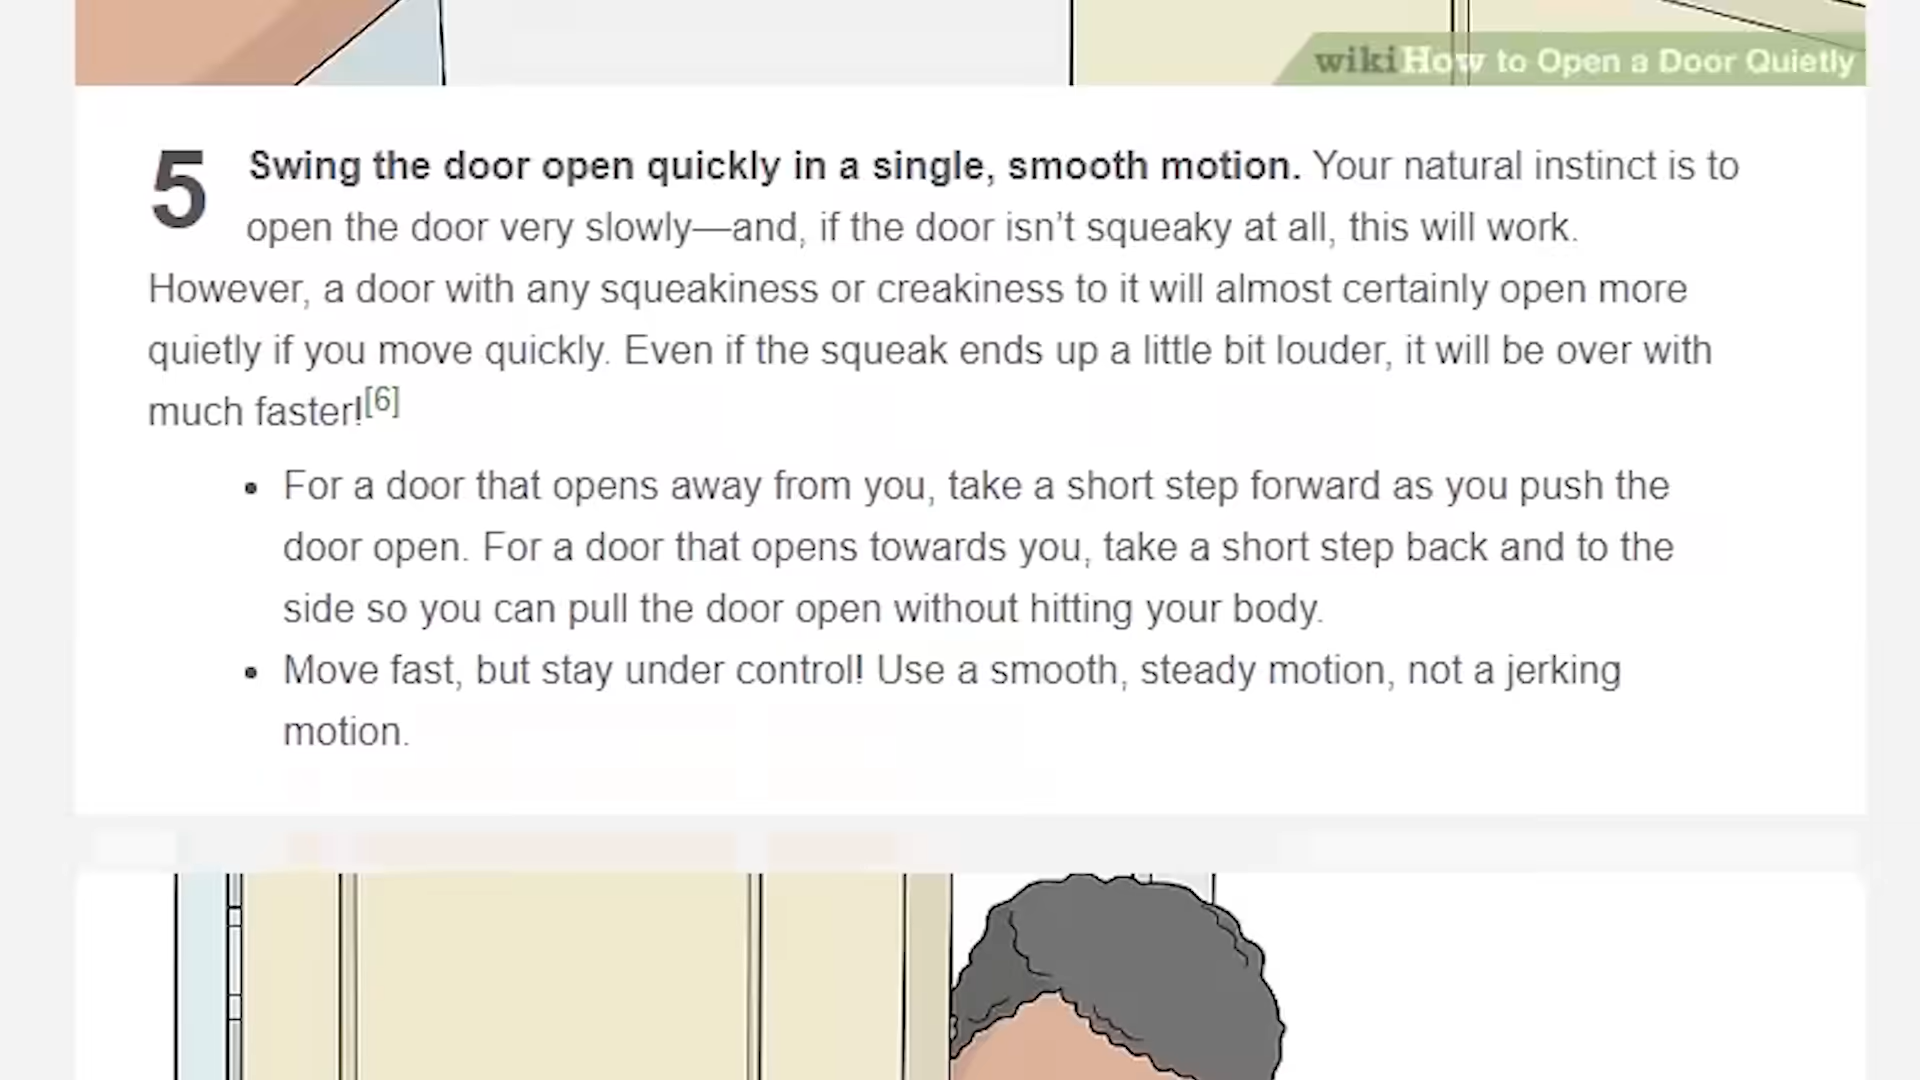 wikiHow to Open a Door Quietly
5 Swing the door open quickly in a single, smooth motion. Your natural instinct is to
open the door very slowly—and, if the door isn’t squeaky at all, this will work.
However, a door with any squeakiness or creakiness to it will almost certainly open more
quietly if you move quickly. Even if the squeak ends up a little bit louder, it will be over with
much faster![6]
• For a door that opens away from you, take a short step forward as you push the
door open. For a door that opens towards you, take a short step back and to the
side so you can pull the door open without hitting your body.
• Move fast, but stay under control! Use a smooth, steady motion, not a jerking
motion.